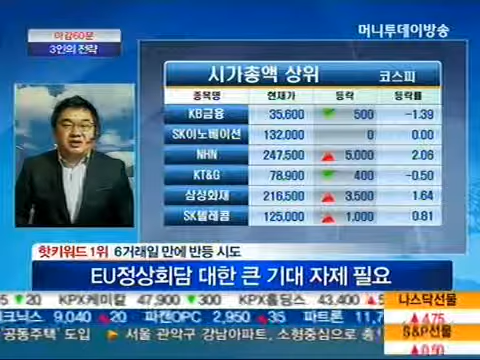 마감60분
3인의 전략
머니투데이방송
시가총액 상위 코스피
종목명 현재가 등락 등락률
KB금융 35,600 500 -1.39
SK이노베이션 132,000 0 0.00
NHN 247,500 5,000 2.06
KT&G 78,900 400 -0.50
삼성화재 216,500 3,500 1.64
SK텔레콤 125,000 1,000 0.81
핫키워드 1위 6거래일 만에 반등 시도
EU정상회담 대한 큰 기대 자제 필요
5 20 KPX케미칼 47,900 300 KPX홀딩스 43,400 5
크닉스 9,040 20 파캔OPC 2,950 35 파트론 11,7
'공동주택' 도입 ▶ 서울 관악구 강남아파트, 소형중심으로
나스닥선물
4.75
S&P선물